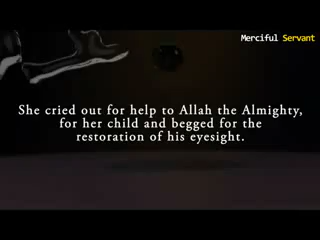 Merciful Servant
She cried out for help to Allah the Almighty,
for her child and begged for the
restoration of his eyesight.